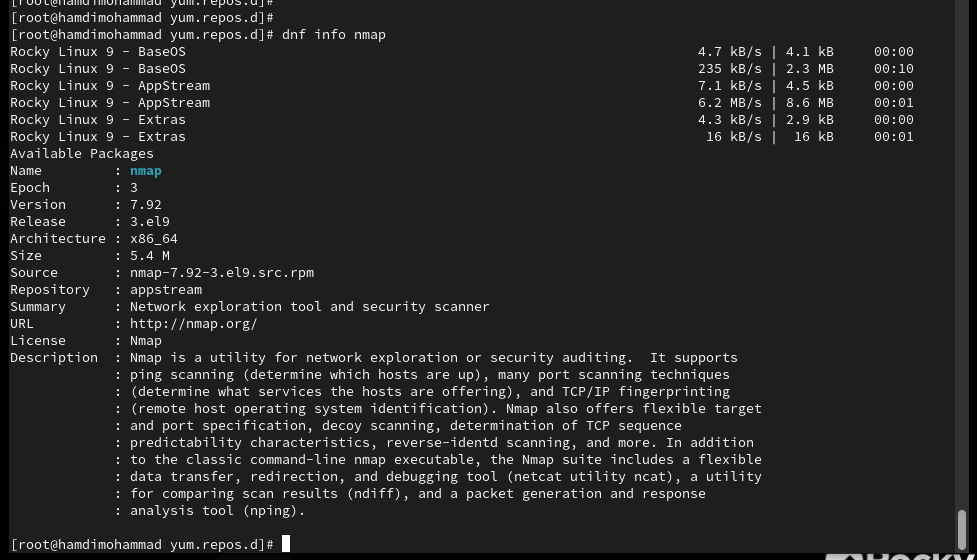 [root@hamdimohammad yum.repos.d]#
[root@hamdimohammad yum.repos.d]#
[root@hamdimohammad yum.repos.d]# dnf info nmap
Rocky Linux 9 - BaseOS 4.7 kB/s | 4.1 kB 00:00
Rocky Linux 9 - BaseOS 235 kB/s | 2.3 MB 00:10
Rocky Linux 9 - AppStream 7.1 kB/s | 4.5 kB 00:00
Rocky Linux 9 - AppStream 6.2 MB/s | 8.6 MB 00:01
Rocky Linux 9 - Extras 4.3 kB/s | 2.9 kB 00:00
Rocky Linux 9 - Extras 16 kB/s | 16 kB 00:01
Available Packages
Name : nmap
Epoch : 3
Version : 7.92
Release : 3.el9
Architecture : x86_64
Size : 5.4 M
Source : nmap-7.92-3.el9.src.rpm
Repository : appstream
Summary : Network exploration tool and security scanner
URL : http://nmap.org/
License : Nmap
Description : Nmap is a utility for network exploration or security auditing.  It supports
: ping scanning (determine which hosts are up), many port scanning techniques
: (determine what services the hosts are offering), and TCP/IP fingerprinting
: (remote host operating system identification). Nmap also offers flexible target
: and port specification, decoy scanning, determination of TCP sequence
: predictability characteristics, reverse-identd scanning, and more. In addition
: to the classic command-line nmap executable, the Nmap suite includes a flexible
: data transfer, redirection, and debugging tool (netcat utility ncat), a utility
: for comparing scan results (ndiff), and a packet generation and response
: analysis tool (nping).
[root@hamdimohammad yum.repos.d]#